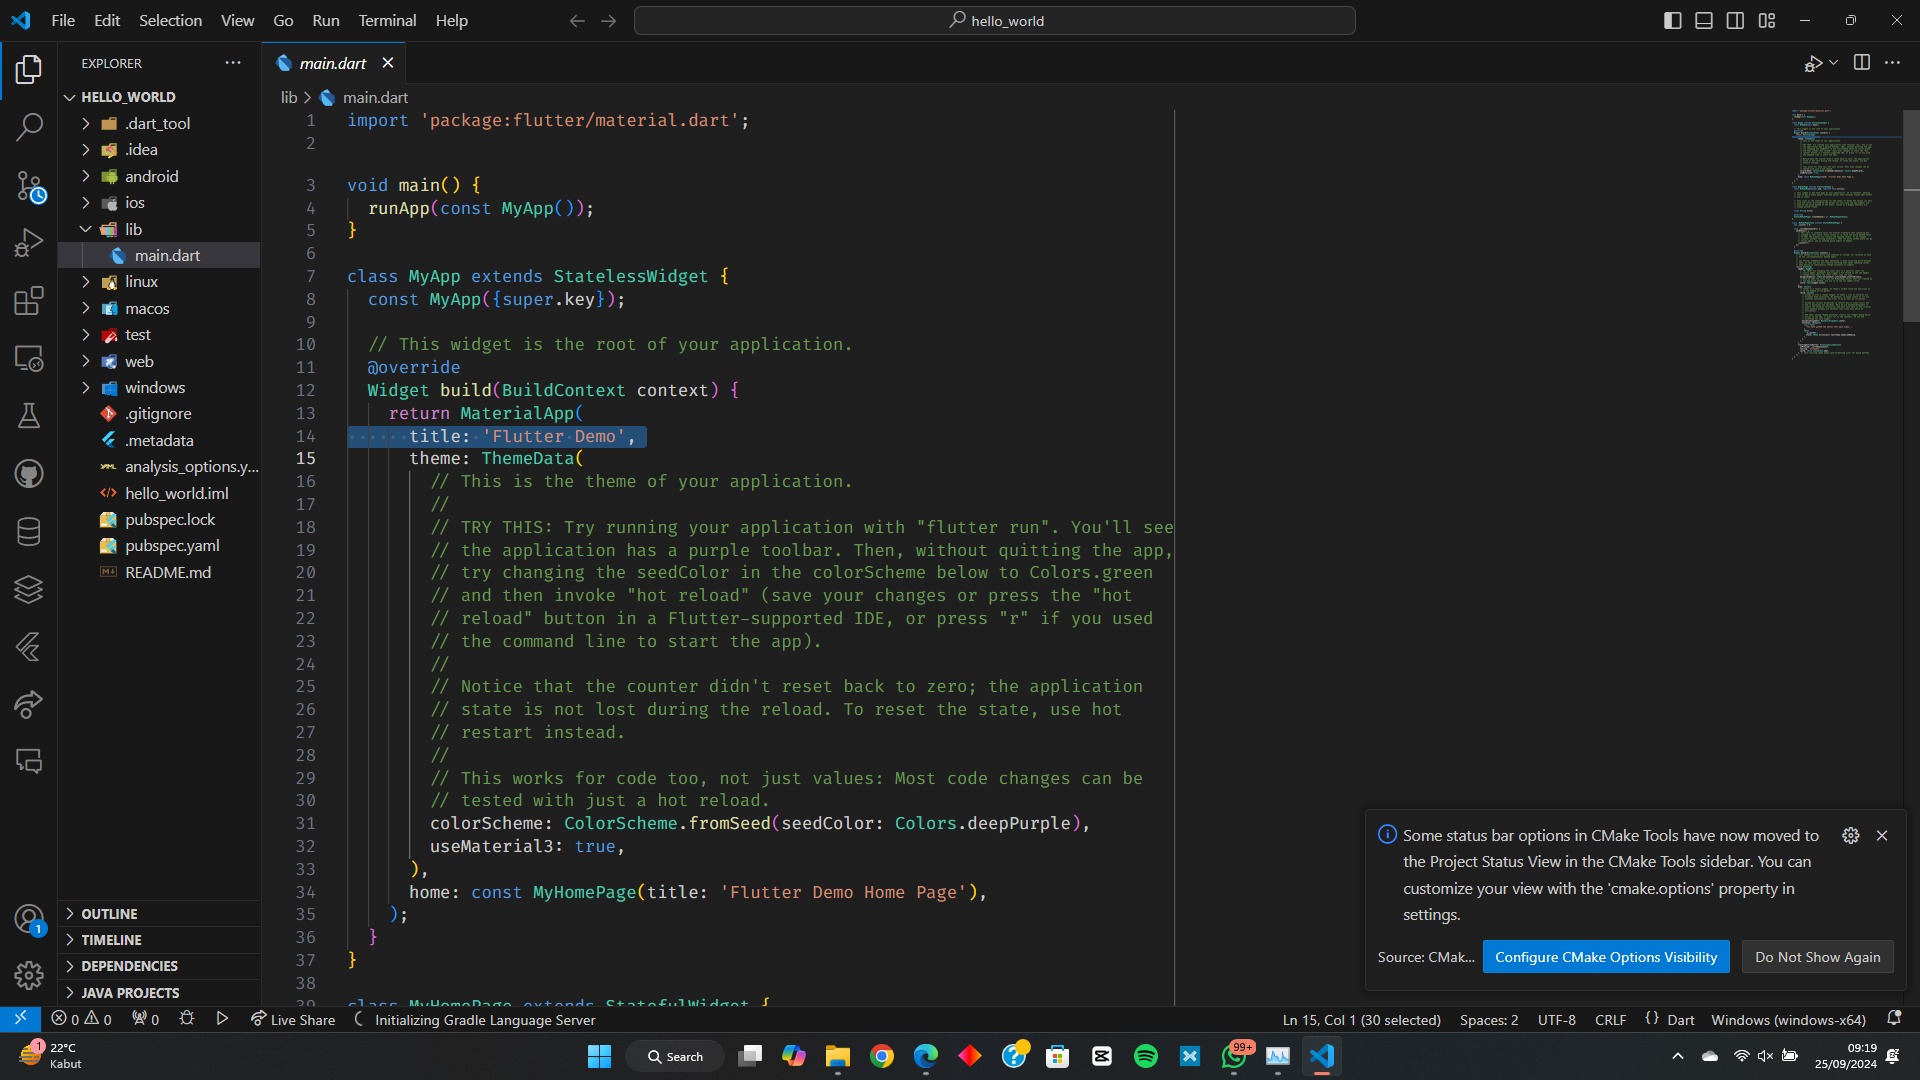 File Edit Selection View Go Run Terminal Help
hello_world
EXPLORER
main.dart
HELLO_WORLD
.dart_tool
.idea
android
ios
lib
main.dart
linux
macos
test
web
windows
.gitignore
.metadata
analysis_options.y...
hello_world.iml
pubspec.lock
pubspec.yaml
README.md
OUTLINE
TIMELINE
DEPENDENCIES
JAVA PROJECTS
lib > main.dart
1 import 'package:flutter/material.dart';
2
3 void main() {
4 runApp(const MyApp());
5 }
6
7 class MyApp extends StatelessWidget {
8 const MyApp({super.key});
9
10 // This widget is the root of your application.
11 @override
12 Widget build(BuildContext context) {
13 return MaterialApp(
14 title: 'Flutter Demo',
15 theme: ThemeData(
16 // This is the theme of your application.
17 //
18 // TRY THIS: Try running your application with "flutter run". You'll see
19 // the application has a purple toolbar. Then, without quitting the app,
20 // try changing the seedColor in the colorScheme below to Colors.green
21 // and then invoke "hot reload" (save your changes or press the "hot
22 // reload" button in a Flutter-supported IDE, or press "r" if you used
23 // the command line to start the app).
24 //
25 // Notice that the counter didn't reset back to zero; the application
26 // state is not lost during the reload. To reset the state, use hot
27 // restart instead.
28 //
29 // This works for code too, not just values: Most code changes can be
30 // tested with just a hot reload.
31 colorScheme: ColorScheme.fromSeed(seedColor: Colors.deepPurple),
32 useMaterial3: true,
33 ),
34 home: const MyHomePage(title: 'Flutter Demo Home Page'),
35 );
36 }
37 }
38
39 class MyHomePage extends StatefulWidget {
Some status bar options in CMake Tools have now moved to
the Project Status View in the CMake Tools sidebar. You can
customize your view with the 'cmake.options' property in
settings.
Source: CMak... Configure CMake Options Visibility Do Not Show Again
1
0 0 0 Live Share Initializing Gradle Language Server
Ln 15, Col 1 (30 selected) Spaces: 2 UTF-8 CRLF {} Dart Windows (windows-x64)
1
22°C
Kabut
Search
99+
09:19
25/09/2024